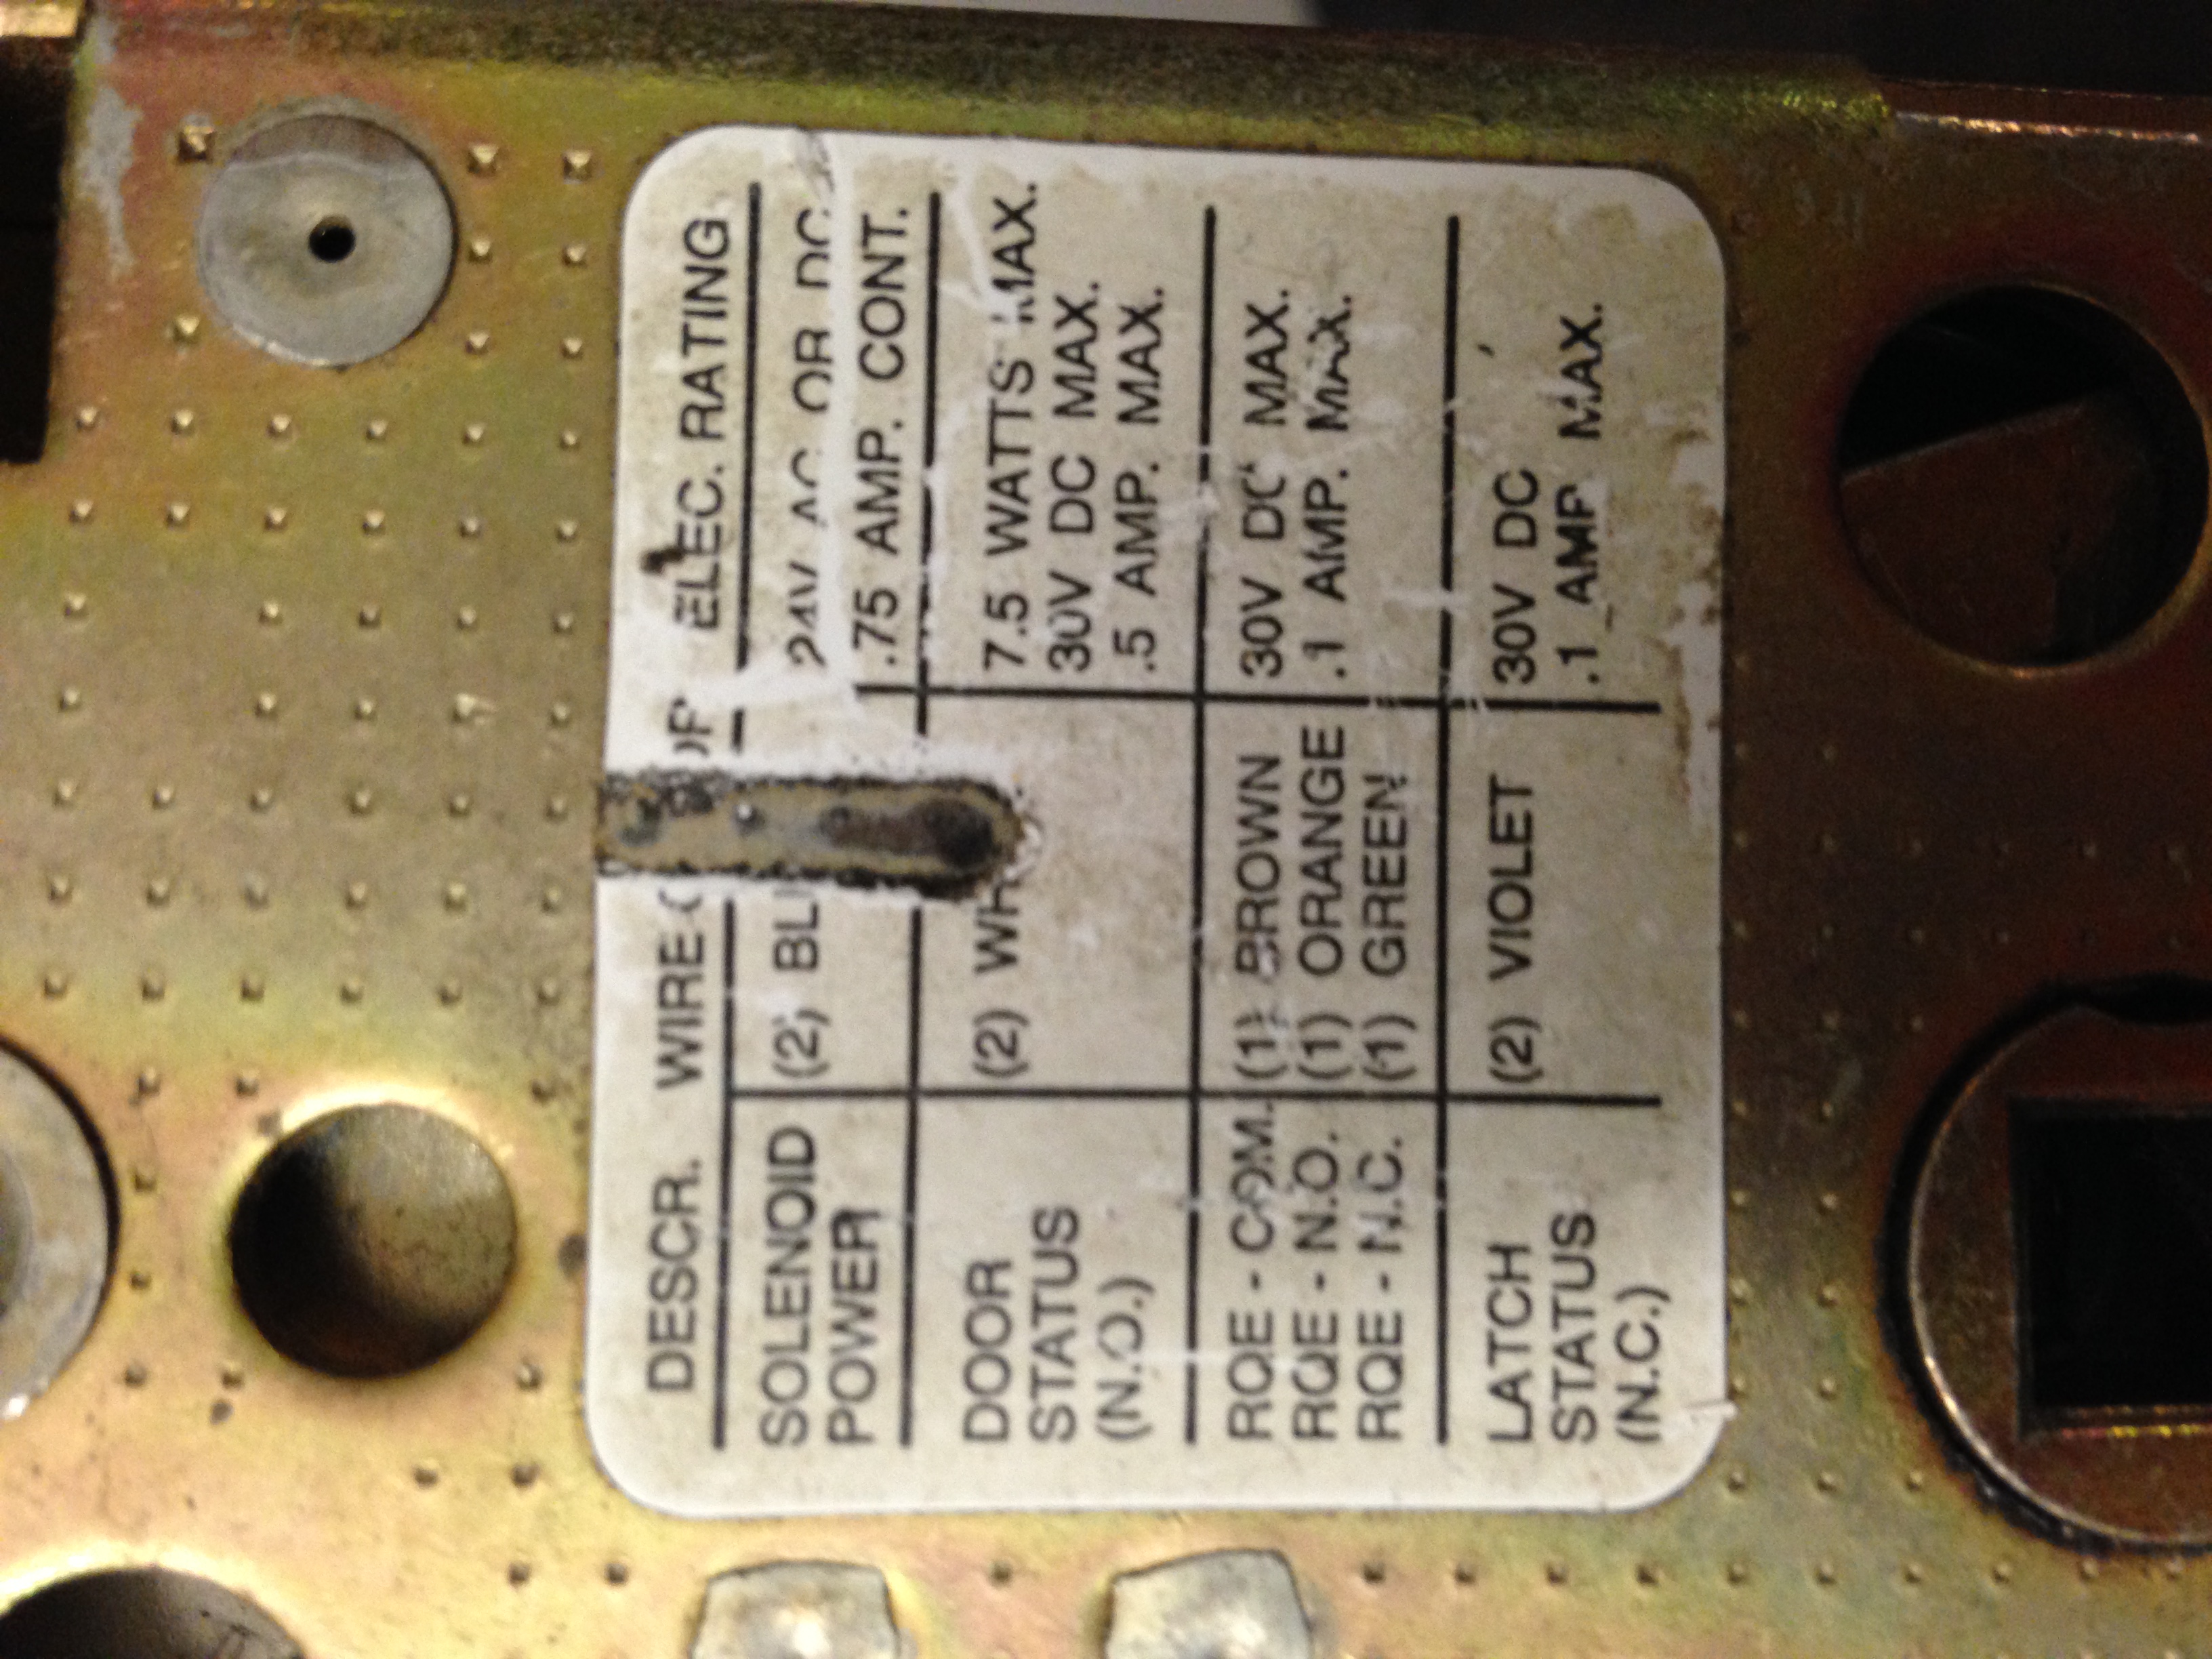 DESCR. WIRE ELEC. RATING
SOLENOID (2) 24V AC OR DC
POWER .75 AMP. CONT.
DOOR (2) 7.5 WATTS MAX.
STATUS 30V DC MAX.
(N.O.) .5 AMP. MAX.
RQE - COM. (1) BROWN 30V DC MAX.
RQE - N.O. (1) ORANGE .1 AMP. MAX.
RQE - N.C. (1) GREEN
LATCH (2) VIOLET 30V DC
STATUS .1 AMP MAX.
(N.C.)